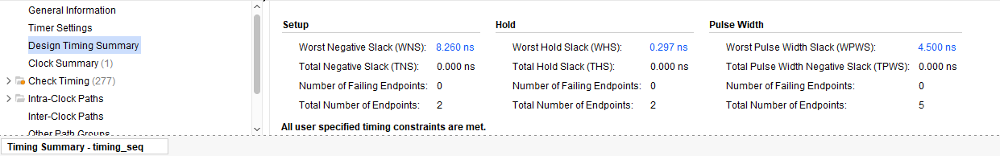 General Information
Timer Settings
Design Timing Summary
Clock Summary (1)
Check Timing (277)
Intra-Clock Paths
Inter-Clock Paths
Other Path Groups
Setup Hold Pulse Width
Worst Negative Slack (WNS): 8.260 ns Worst Hold Slack (WHS): 0.297 ns Worst Pulse Width Slack (WPWS): 4.500 ns
Total Negative Slack (TNS): 0.000 ns Total Hold Slack (THS): 0.000 ns Total Pulse Width Negative Slack (TPWS): 0.000 ns
Number of Failing Endpoints: 0 Number of Failing Endpoints: 0 Number of Failing Endpoints: 0
Total Number of Endpoints: 2 Total Number of Endpoints: 2 Total Number of Endpoints: 5
All user specified timing constraints are met.
Timing Summary - timing_seq